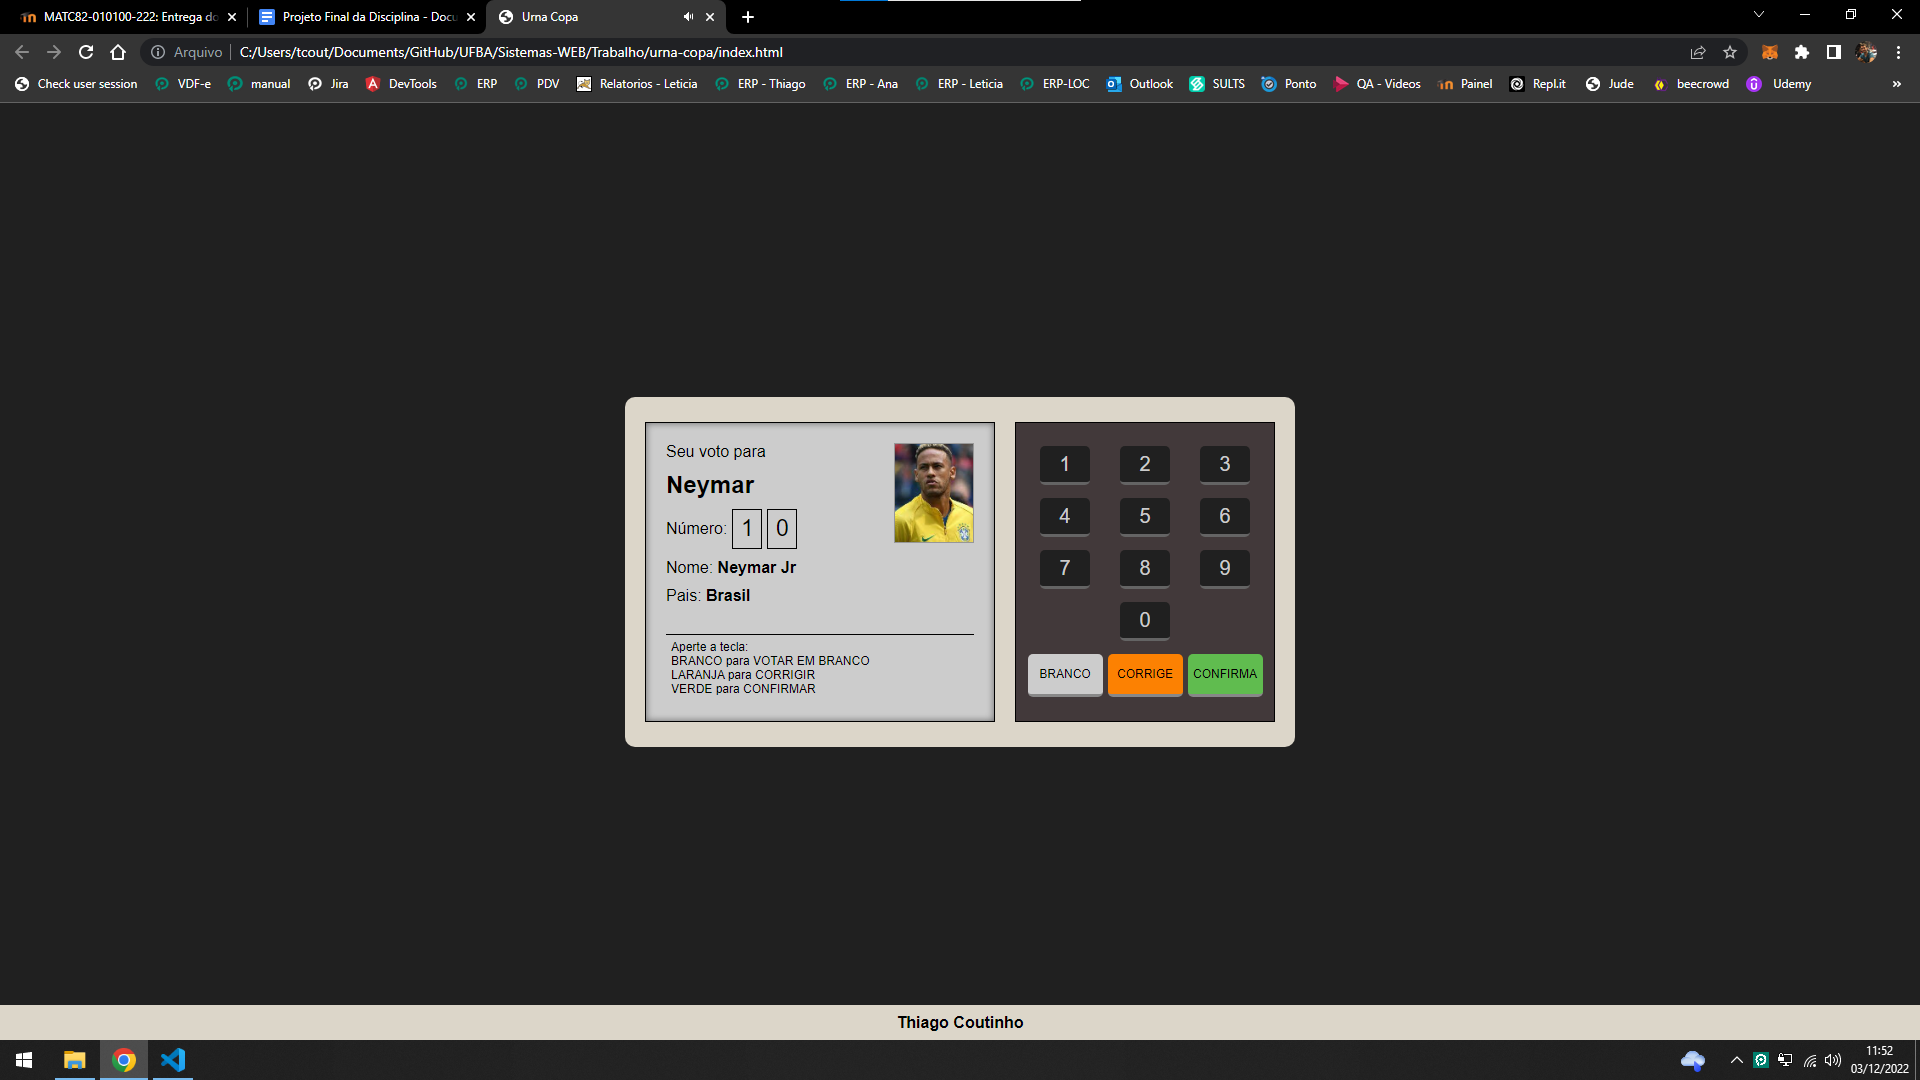 MATC82-010100-222: Entrega do
Projeto Final da Disciplina - Docu
Urna Copa
Arquivo
C:/Users/tcout/Documents/GitHub/UFBA/Sistemas-WEB/Trabalho/urna-copa/index.html
Check user session VDF-e manual Jira DevTools ERP PDV Relatorios - Leticia ERP - Thiago ERP - Ana ERP - Leticia ERP-LOC Outlook SULTS Ponto QA - Videos Painel Repl.it Jude beecrowd Udemy »
Seu voto para
Neymar
Número: 1 0
Nome: Neymar Jr
Pais: Brasil
Aperte a tecla:
BRANCO para VOTAR EM BRANCO
LARANJA para CORRIGIR
VERDE para CONFIRMAR
1 2 3
4 5 6
7 8 9
0
BRANCO CORRIGE CONFIRMA
Thiago Coutinho
11:52
03/12/2022